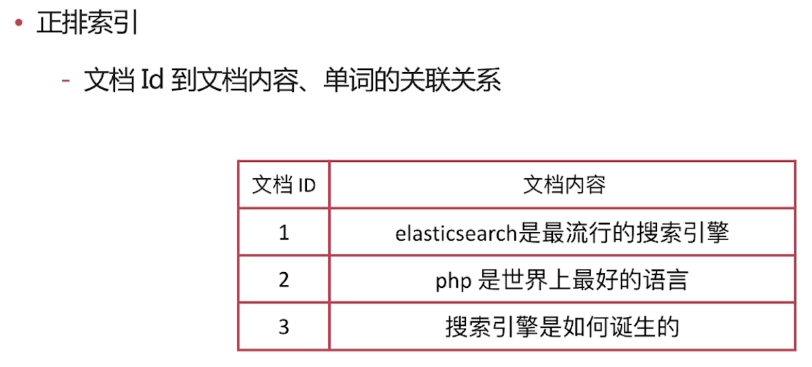 • 正排索引
- 文档 Id 到文档内容、单词的关联关系
文档 ID 文档内容
1 elasticsearch是最流行的搜索引擎
2 php 是世界上最好的语言
3 搜索引擎是如何诞生的